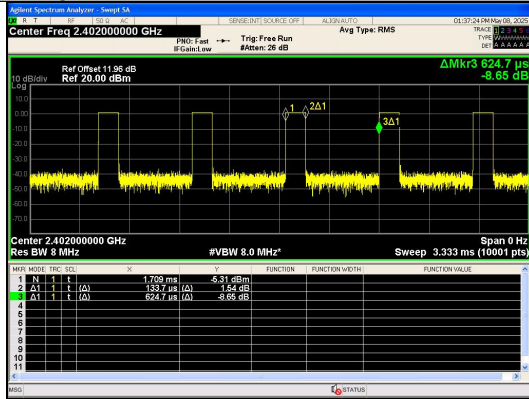 Agilent Spectrum Analyzer - Swept SA
R T RF 50 Ω AC SENSE:INT SOURCE OFF ALIGN AUTO 01:37:24 PM May 08, 2025
Center Freq 2.402000000 GHz
PNO: Fast
IFGain:Low
Trig: Free Run
#Atten: 26 dB
Avg Type: RMS
TRACE 1 2 3 4 5 6
TYPE
DET A A A A A A
Ref Offset 11.96 dB
10 dB/div Ref 20.00 dBm
ΔMkr3 624.7 µs
-8.65 dB
Log
10.0
0.00
-10.0
-20.0
-30.0
-40.0
-50.0
-60.0
-70.0
1
2Δ1
3Δ1
Center 2.402000000 GHz Span 0 Hz
Res BW 8 MHz #VBW 8.0 MHz* Sweep 3.333 ms (10001 pts)
MKR MODE TRC SCL X Y FUNCTION FUNCTION WIDTH FUNCTION VALUE
1 N 1 t 1.709 ms -5.31 dBm
2 Δ1 1 t (Δ) 133.7 µs (Δ) 1.54 dB
3 Δ1 1 t (Δ) 624.7 µs (Δ) -8.65 dB
4
5
6
7
8
9
10
11
MSG STATUS